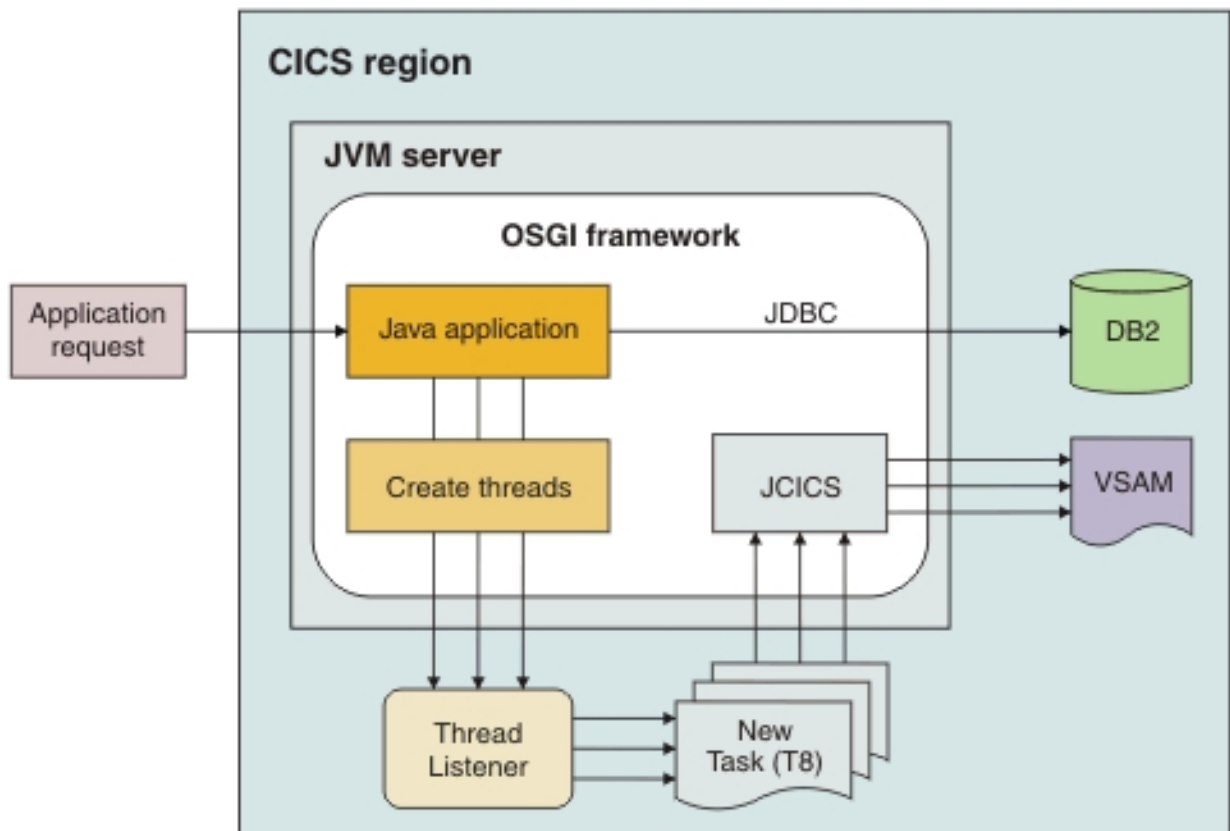 CICS region
JVM server
OSGI framework
Application
request
Java application
JDBC
DB2
Create threads
JCICS
VSAM
Thread
Listener
New
Task (T8)